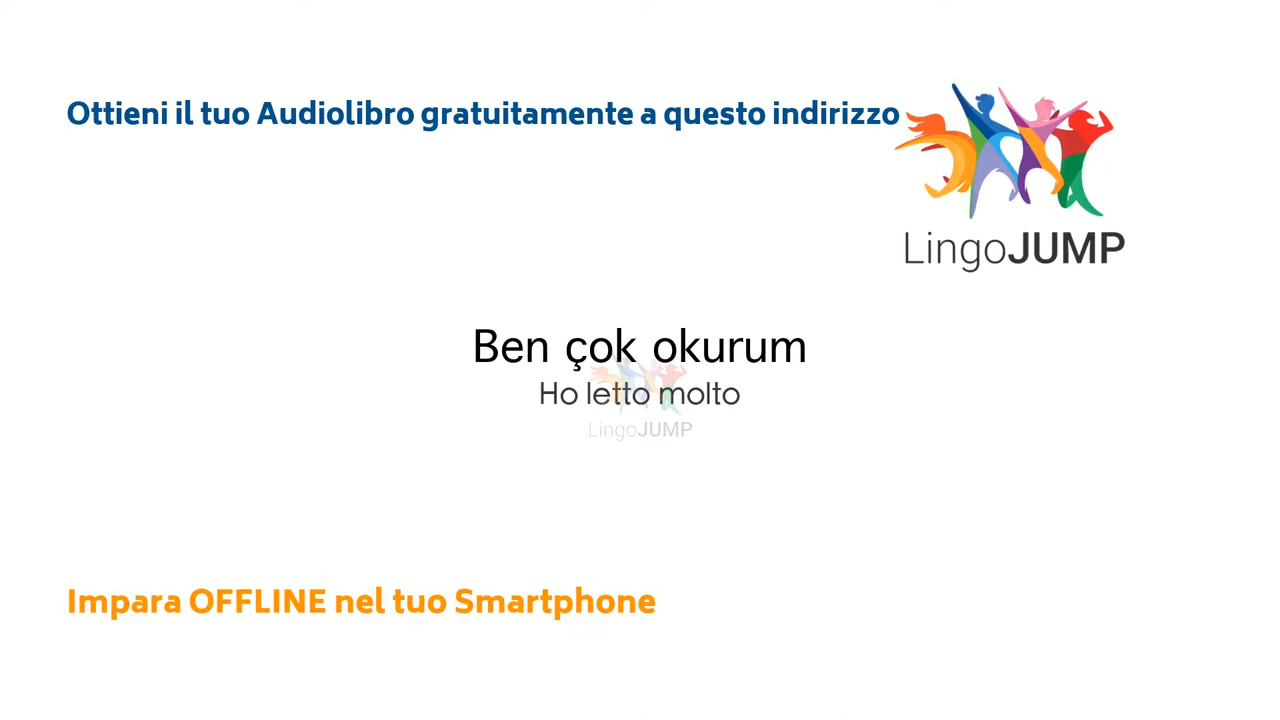 Ottieni il tuo Audiolibro gratuitamente a questo indirizzo
LingoJUMP
Ben çok okurum
Ho letto molto
LingoJUMP
Impara OFFLINE nel tuo Smartphone